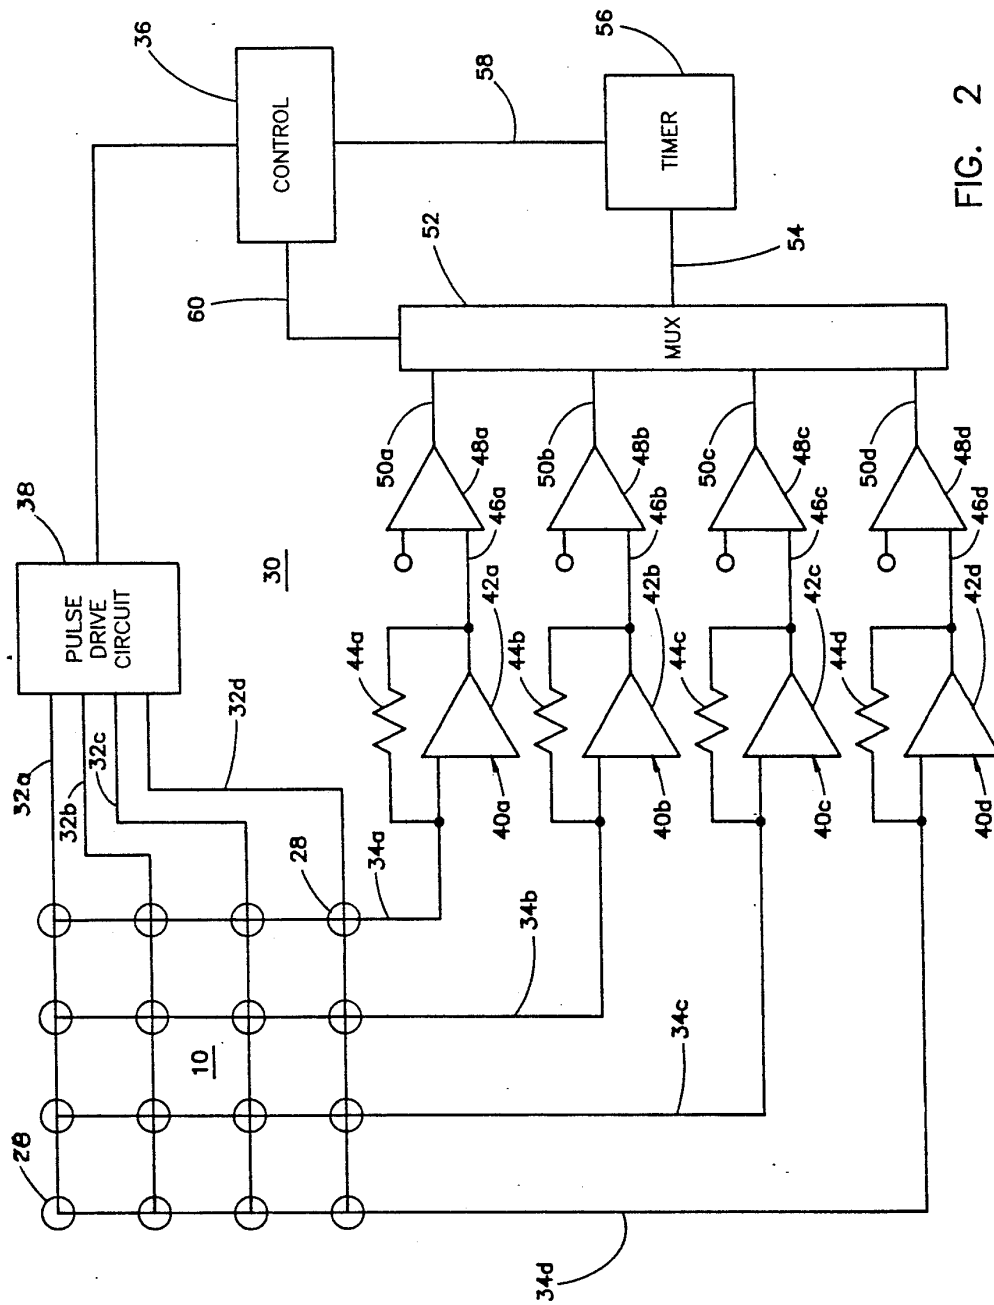 36
CONTROL
58
56
TIMER
FIG. 2
60
52
54
MUX
38
PULSE
DRIVE
CIRCUIT
30
50a
48a
46a
50b
48b
46b
50c
48c
46c
50d
48d
46d
32a
32b
32c
32d
44a
42a
44b
42b
44c
42c
44d
42d
40a
40b
40c
40d
28
34a
34b
10
34c
28
34d